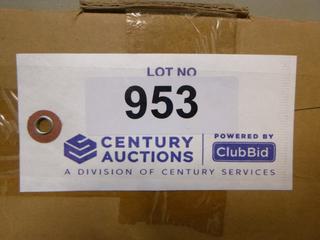 LOT NO
953
CENTURY
AUCTIONS
POWERED BY
ClubBid
A DIVISION OF CENTURY SERVICES